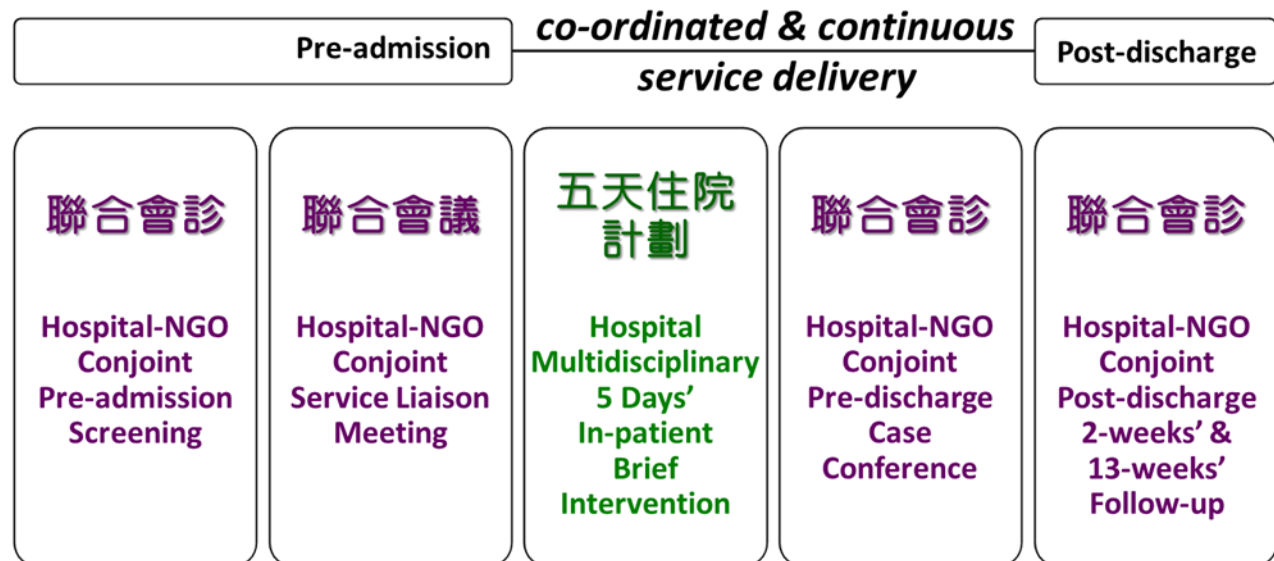 Pre-admission
co-ordinated & continuous
service delivery
Post-discharge
聯合會診
Hospital-NGO
Conjoint
Pre-admission
Screening
聯合會議
Hospital-NGO
Conjoint
Service Liaison
Meeting
五天住院
計劃
Hospital
Multidisciplinary
5 Days’
In-patient
Brief
Intervention
聯合會診
Hospital-NGO
Conjoint
Pre-discharge
Case
Conference
聯合會診
Hospital-NGO
Conjoint
Post-discharge
2-weeks’ &
13-weeks’
Follow-up